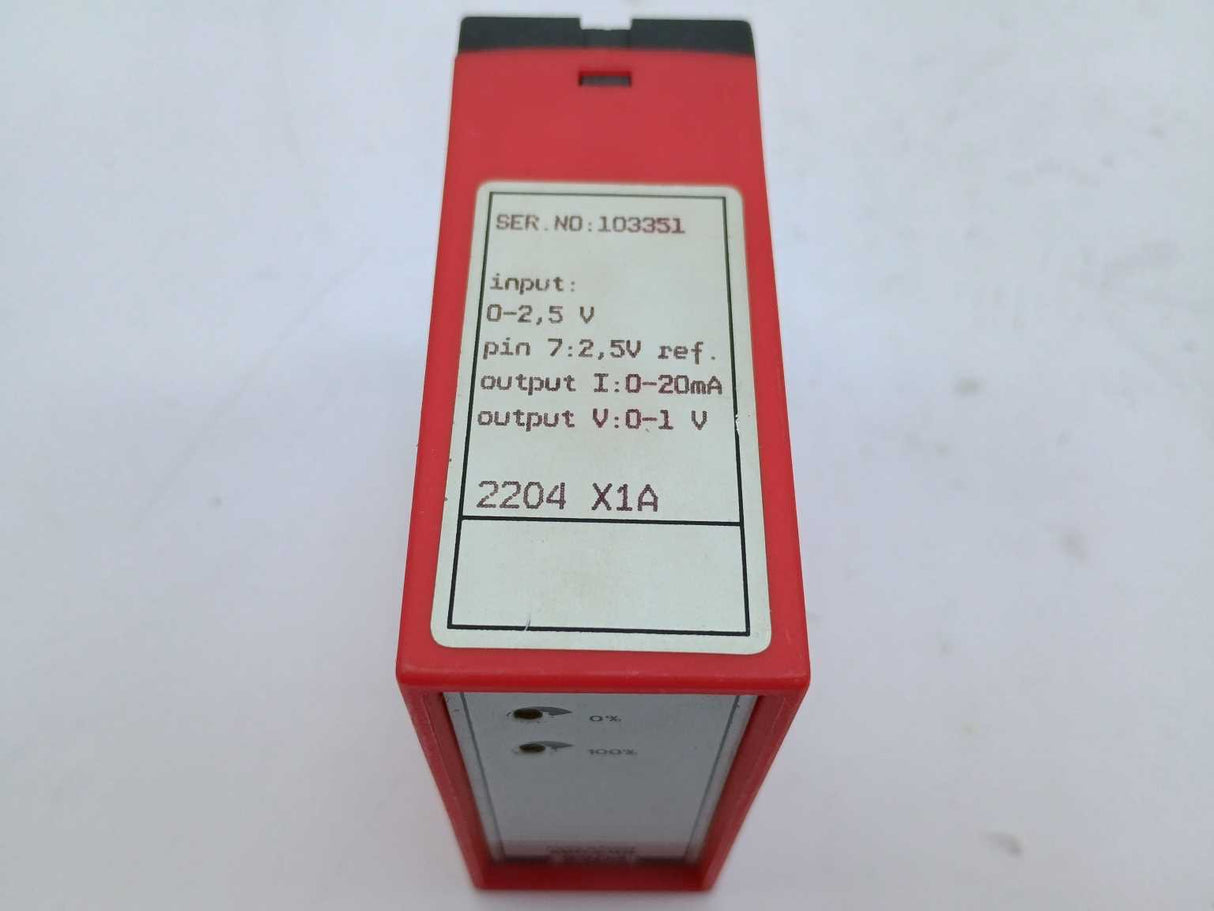 SER.NO:103351
input:
0-2,5 V
pin 7:2,5V ref.
output I:0-20mA
output V:0-1 V
2204 X1A
0%
100%